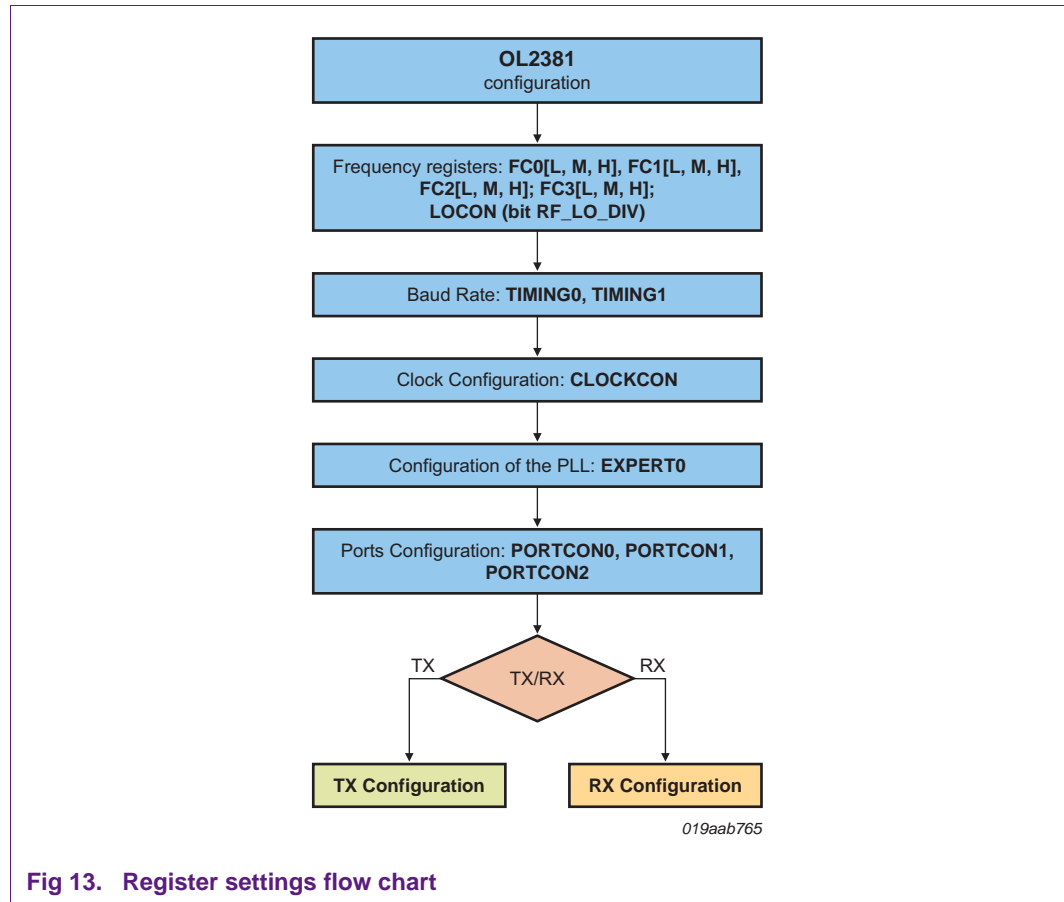 OL2381
configuration
Frequency registers: FC0[L, M, H], FC1[L, M, H],
FC2[L, M, H]; FC3[L, M, H];
LOCON (bit RF_LO_DIV)
Baud Rate: TIMING0, TIMING1
Clock Configuration: CLOCKCON
Configuration of the PLL: EXPERT0
Ports Configuration: PORTCON0, PORTCON1,
PORTCON2
TX
TX/RX
RX
TX Configuration
RX Configuration
019aab765
Fig 13. Register settings flow chart